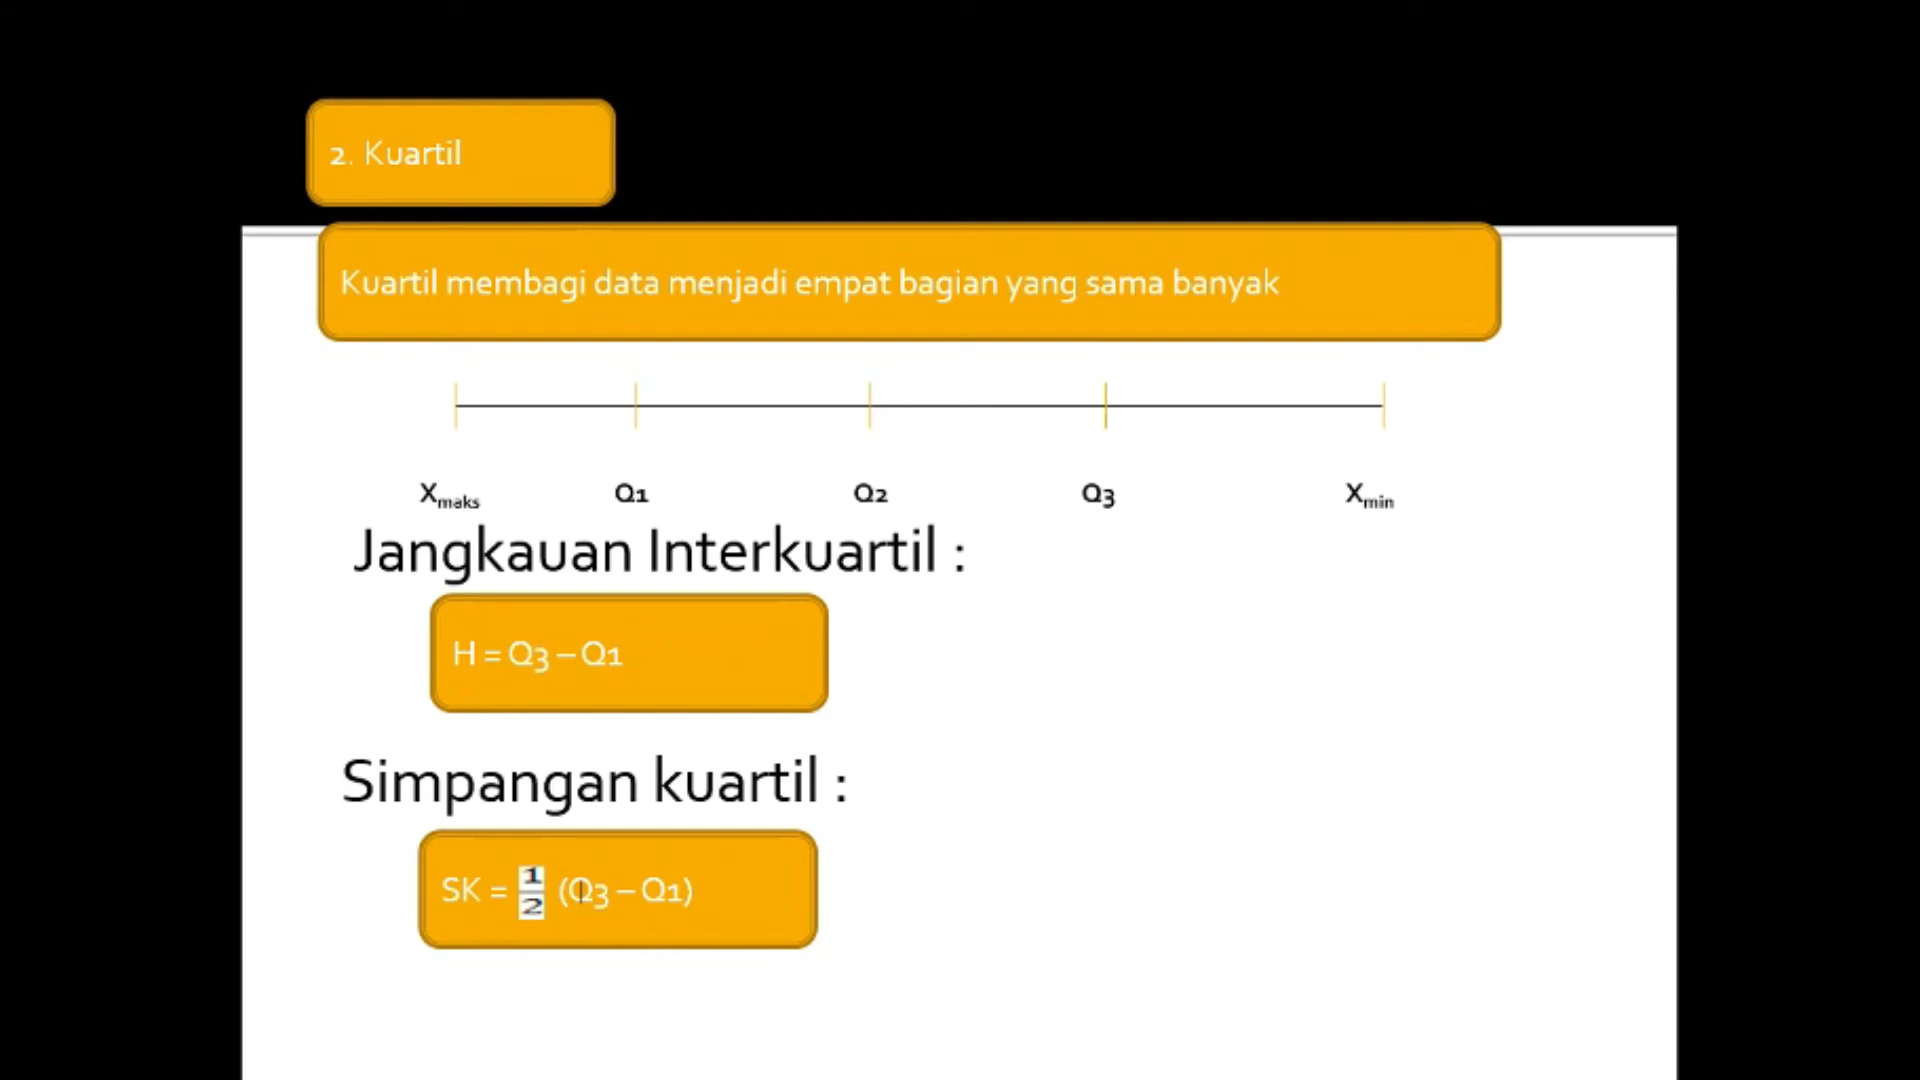 2. Kuartil
Kuartil membagi data menjadi empat bagian yang sama banyak
Xmaks Q1 Q2 Q3 Xmin
Jangkauan Interkuartil :
H = Q3 – Q1
Simpangan kuartil :
SK = 1/2 (Q3 – Q1)